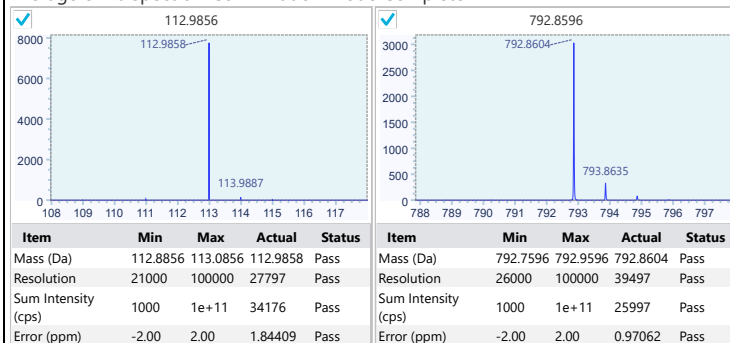 112.9856
112.9858
8000
6000
4000
2000
0
113.9887
108 109 110 111 112 113 114 115 116 117
Item Min Max Actual Status
Mass (Da) 112.8856 113.0856 112.9858 Pass
Resolution 21000 100000 27797 Pass
Sum Intensity (cps) 1000 1e+11 34176 Pass
Error (ppm) -2.00 2.00 1.84409 Pass
792.8596
792.8604
3000
2500
2000
1500
1000
500
0
793.8635
788 789 790 791 792 793 794 795 796 797
Item Min Max Actual Status
Mass (Da) 792.7596 792.9596 792.8604 Pass
Resolution 26000 100000 39497 Pass
Sum Intensity (cps) 1000 1e+11 25997 Pass
Error (ppm) -2.00 2.00 0.97062 Pass